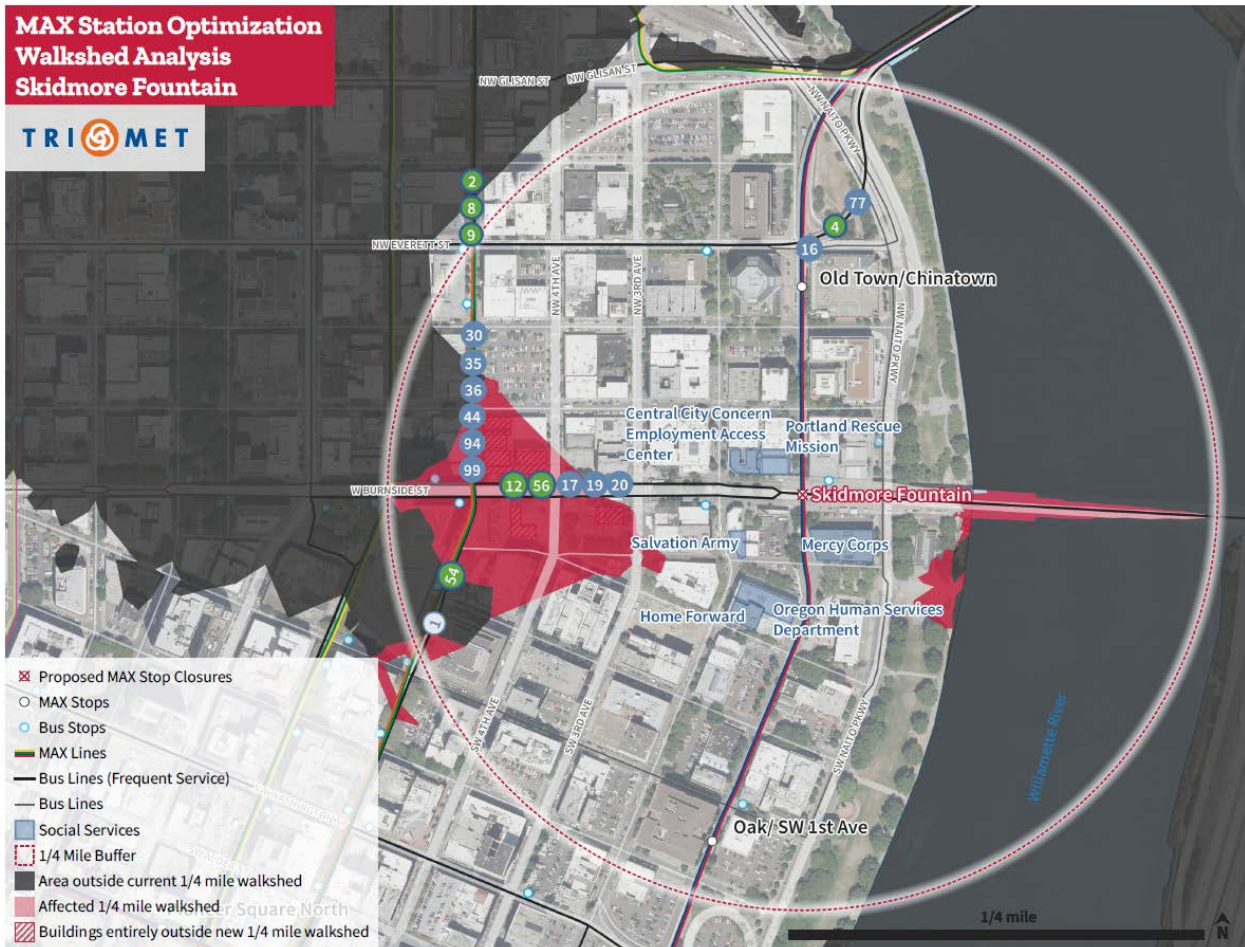 MAX Station Optimization
Walkshed Analysis
Skidmore Fountain
TRI MET
NW GLISAN ST
NW GLISAN ST
NW NAITO PKWY
2
8
9
77
4
16
NW EVERETT ST
NW 4TH AVE
NW 3RD AVE
Old Town/Chinatown
NW NAITO PKWY
30
35
36
44
94
99
Central City Concern
Employment Access
Center
Portland Rescue
Mission
W BURNSIDE ST
12
56
17
19
20
Skidmore Fountain
Salvation Army
Mercy Corps
54
1
Home Forward
Oregon Human Services
Department
SW 4TH AVE
SW 3RD AVE
SW NAITO PKWY
Willamette River
Oak/ SW 1st Ave
Proposed MAX Stop Closures
MAX Stops
Bus Stops
MAX Lines
Bus Lines (Frequent Service)
Bus Lines
Social Services
1/4 Mile Buffer
Area outside current 1/4 mile walkshed
Affected 1/4 mile walkshed
Buildings entirely outside new 1/4 mile walkshed
Square North
1/4 mile
N